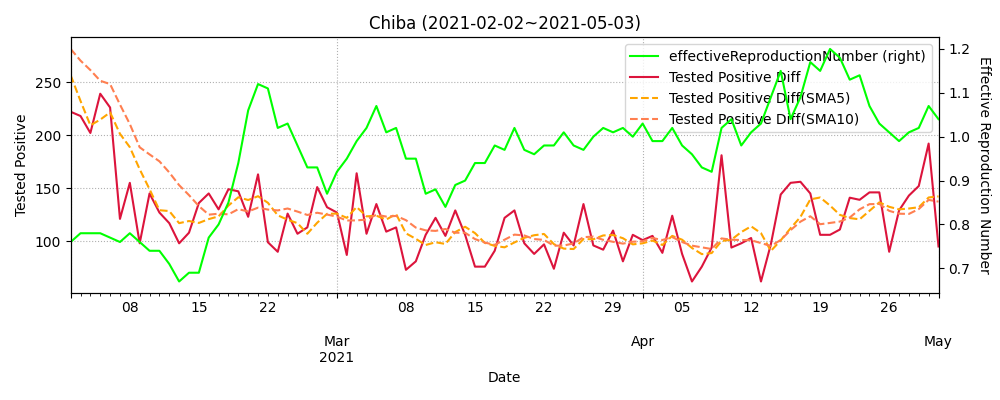 Chiba (2021-02-02~2021-05-03)
effectiveReproductionNumber (right)
Tested Positive Diff
Tested Positive Diff(SMA5)
Tested Positive Diff(SMA10)
Tested Positive
250
200
150
100
1.2
1.1
1.0
0.9
0.8
0.7
Effective Reproduction Number
08 15 22 08 15 22 29 05 12 19 26
Mar Apr May
2021
Date